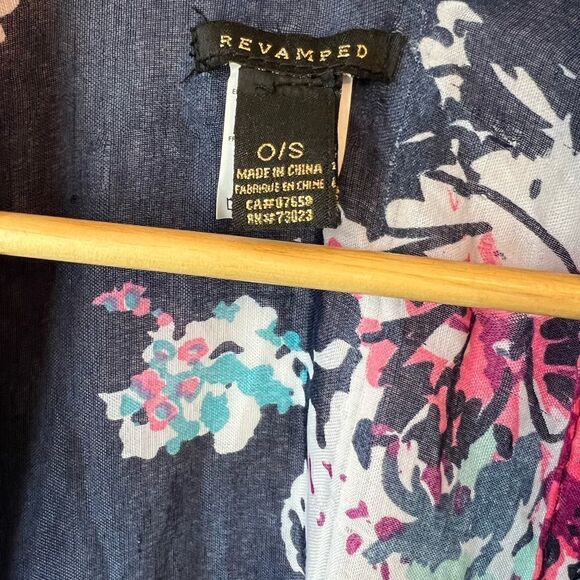 REVAMPED
O/S
MADE IN CHINA
FABRIQUE EN CHINE
CA#07659
RN#73023